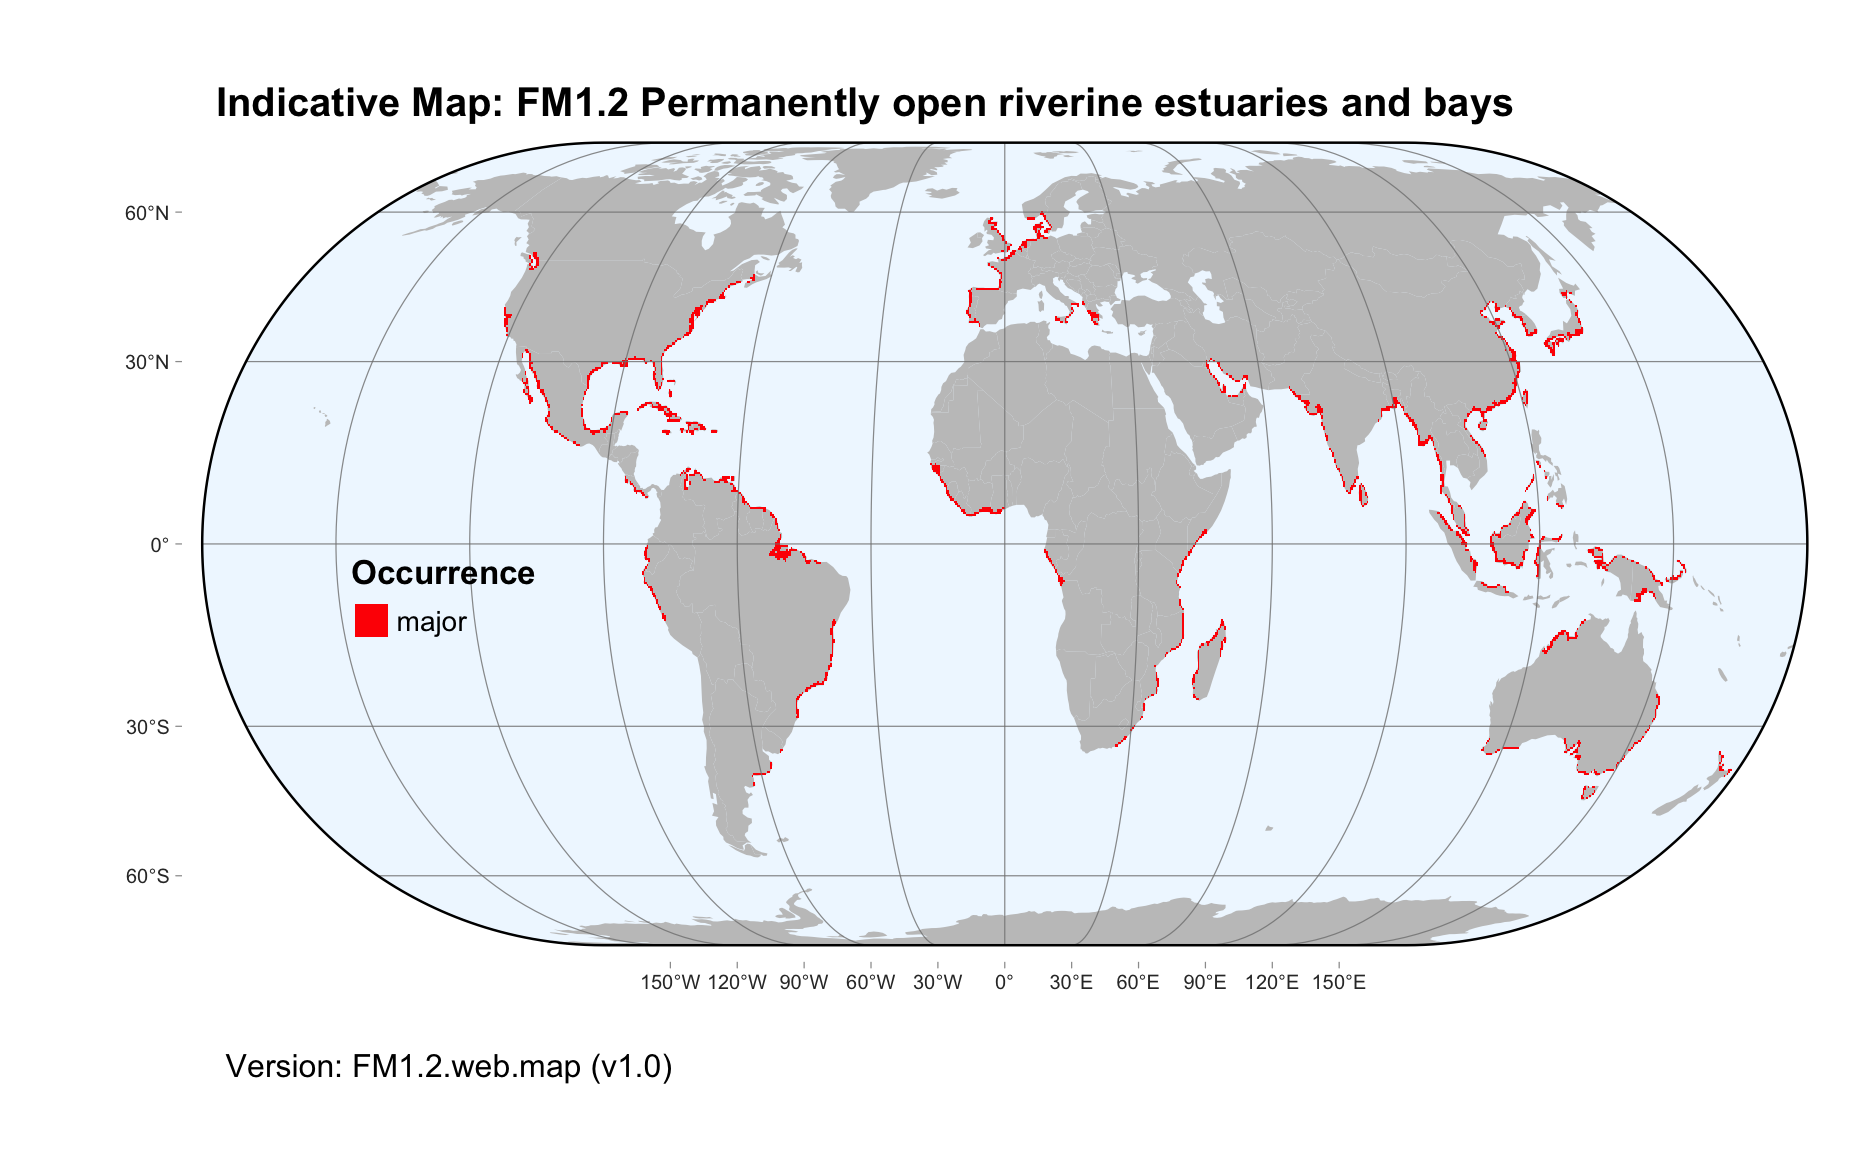 Indicative Map: FM1.2 Permanently open riverine estuaries and bays
60°N
30°N
0°
30°S
60°S
Occurrence
major
150°W 120°W 90°W 60°W 30°W 0° 30°E 60°E 90°E 120°E 150°E
Version: FM1.2.web.map (v1.0)